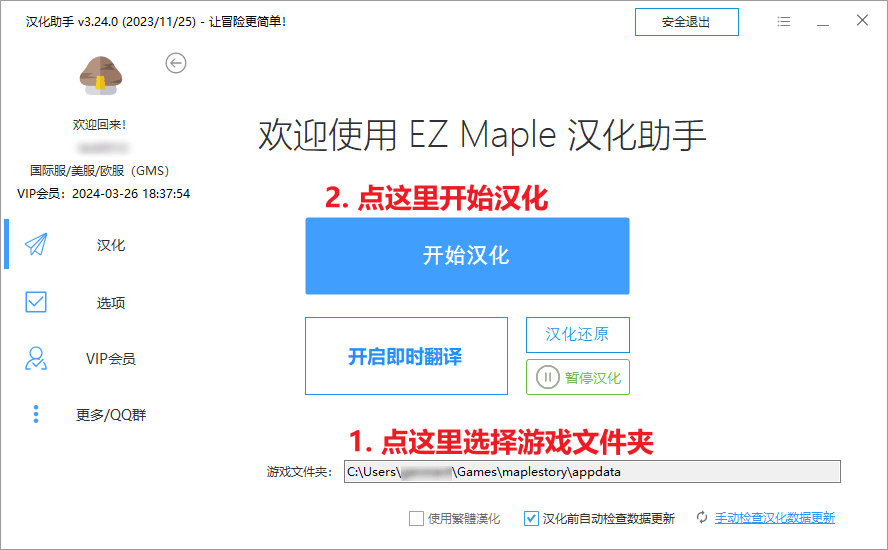 汉化助手 v3.24.0 (2023/11/25) - 让冒险更简单!
安全退出
欢迎回来!
国际服/美服/欧服（GMS）
VIP会员：2024-03-26 18:37:54
汉化
选项
VIP会员
更多/QQ群
欢迎使用 EZ Maple 汉化助手
2. 点这里开始汉化
开始汉化
开启即时翻译
汉化还原
暂停汉化
1. 点这里选择游戏文件夹
游戏文件夹： C:\Users\ \Games\maplestory\appdata
使用繁體漢化 汉化前自动检查数据更新 手动检查汉化数据更新